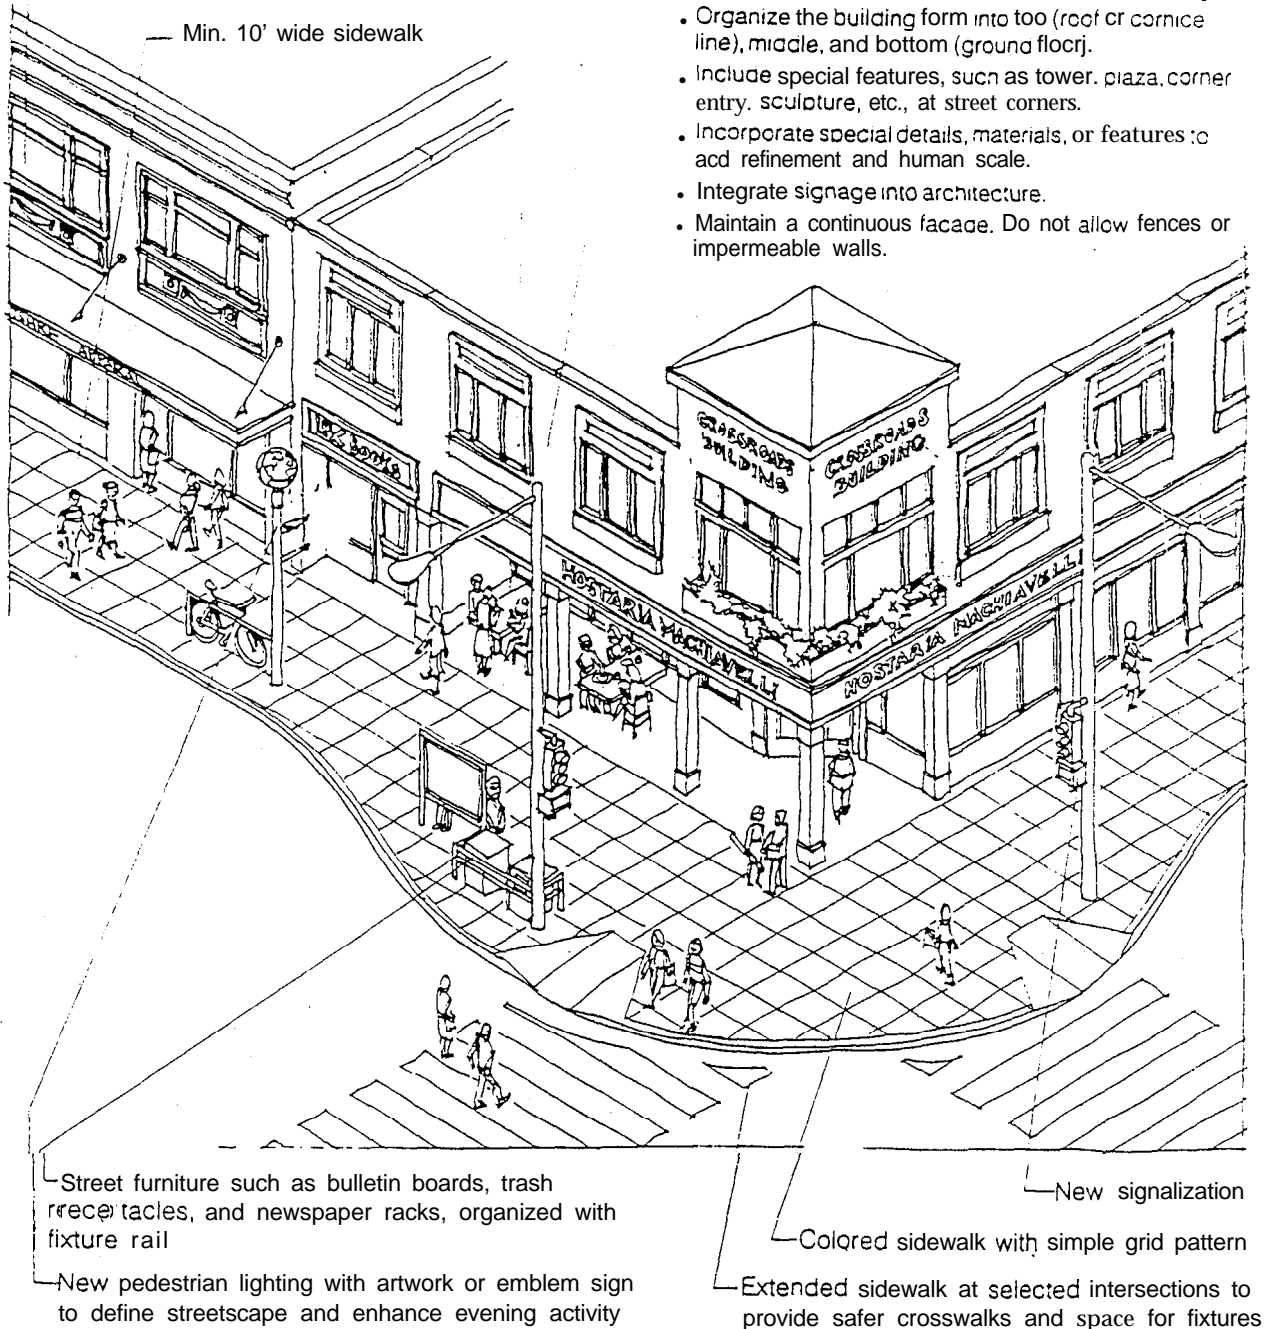 Min. 10' wide sidewalk
• Organize the building form into too (roof cr cornice
line), middle, and bottom (ground flocrj.
• Include special features, such as tower. plaza, corner
entry. sculpture, etc., at street corners.
• Incorporate special details, materials, or features :o
acd refinement and human scale.
• Integrate signage into architecture.
• Maintain a continuous facade. Do not allow fences or
impermeable walls.
BOOKS
CROSSROADS
BUILDING
CROSSROADS
BUILDING
HOSTARIA MACHIAVELLI
HOSTARIA MACHIAVELLI
Street furniture such as bulletin boards, trash
rrecep tacles, and newspaper racks, organized with
fixture rail
New pedestrian lighting with artwork or emblem sign
to define streetscape and enhance evening activity
New signalization
Colored sidewalk with simple grid pattern
Extended sidewalk at selected intersections to
provide safer crosswalks and space for fixtures